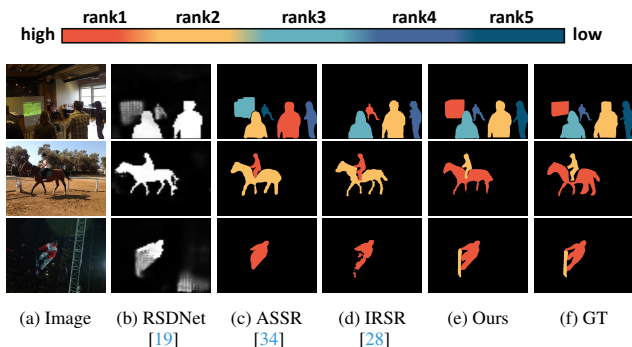 rank1 rank2 rank3 rank4 rank5
high low
(a) Image (b) RSDNet (c) ASSR (d) IRSR (e) Ours (f) GT
[19] [34] [28]